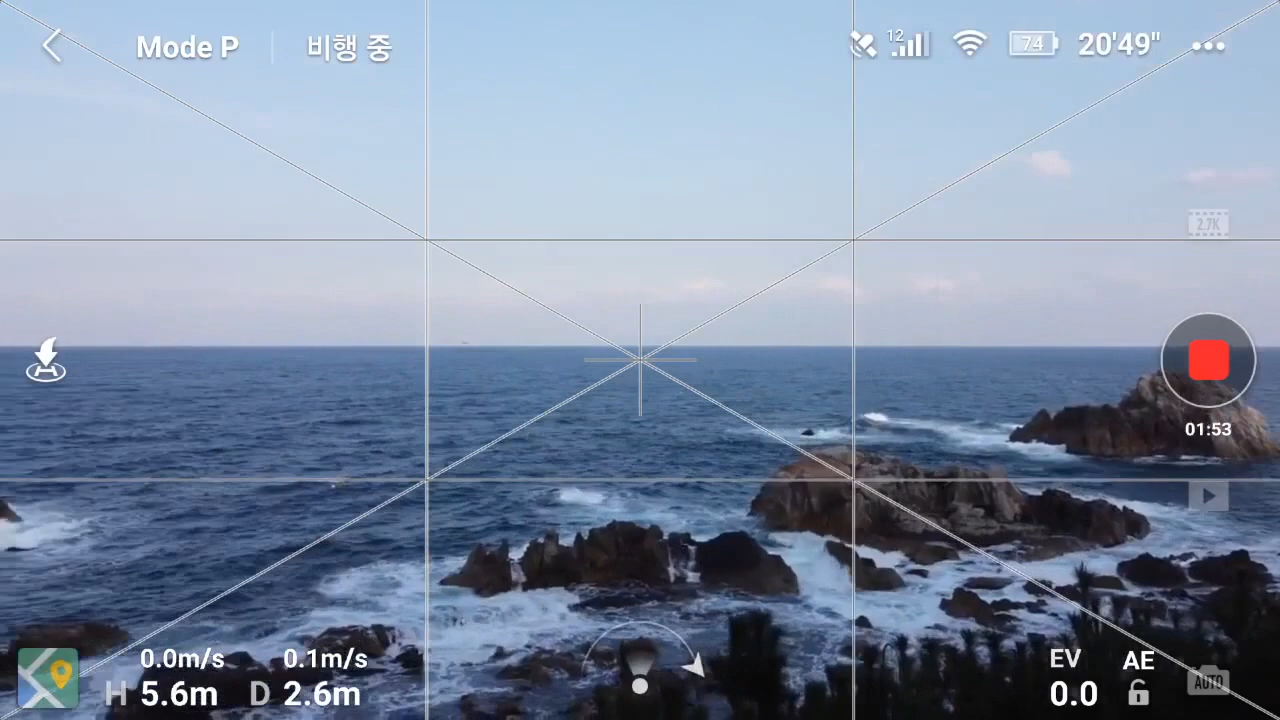 Mode P
비행 중
12
74
20'49"
2.7K
01:53
0.0m/s
0.1m/s
H 5.6m
D 2.6m
EV
0.0
AE
AUTO